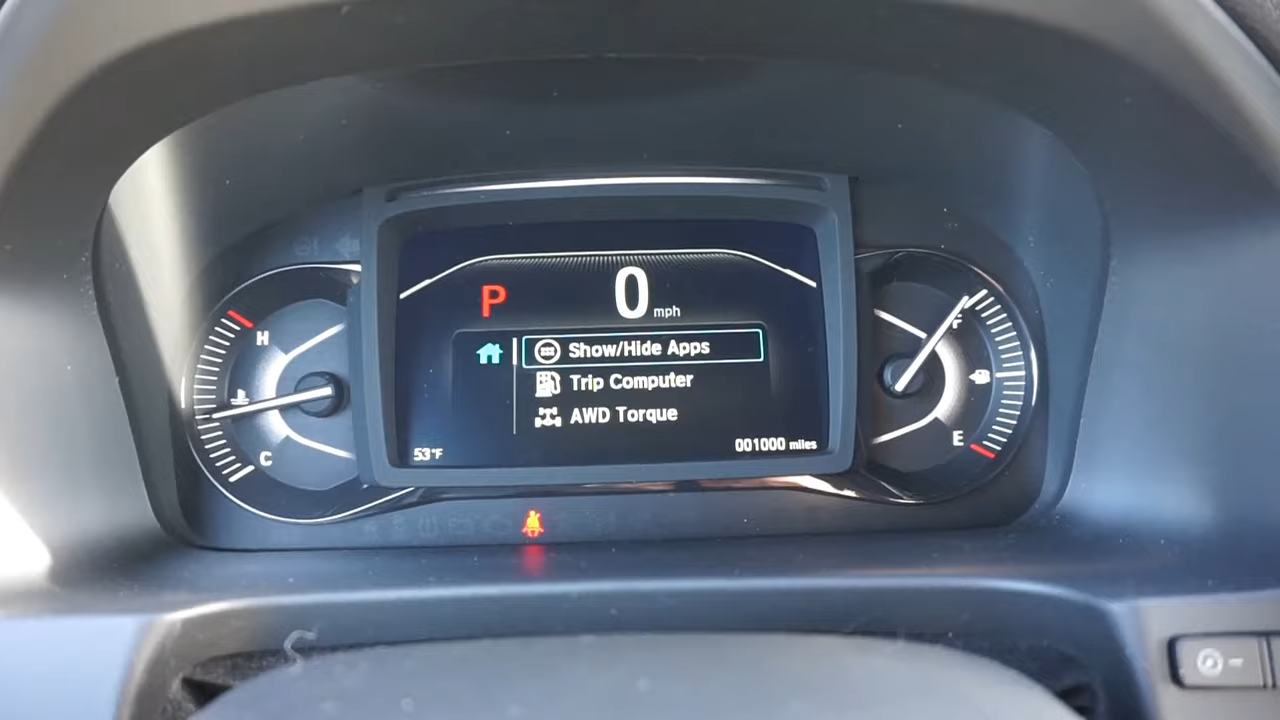 P
0 mph
H
F
Show/Hide Apps
Trip Computer
AWD Torque
E
C
53°F
001000 miles